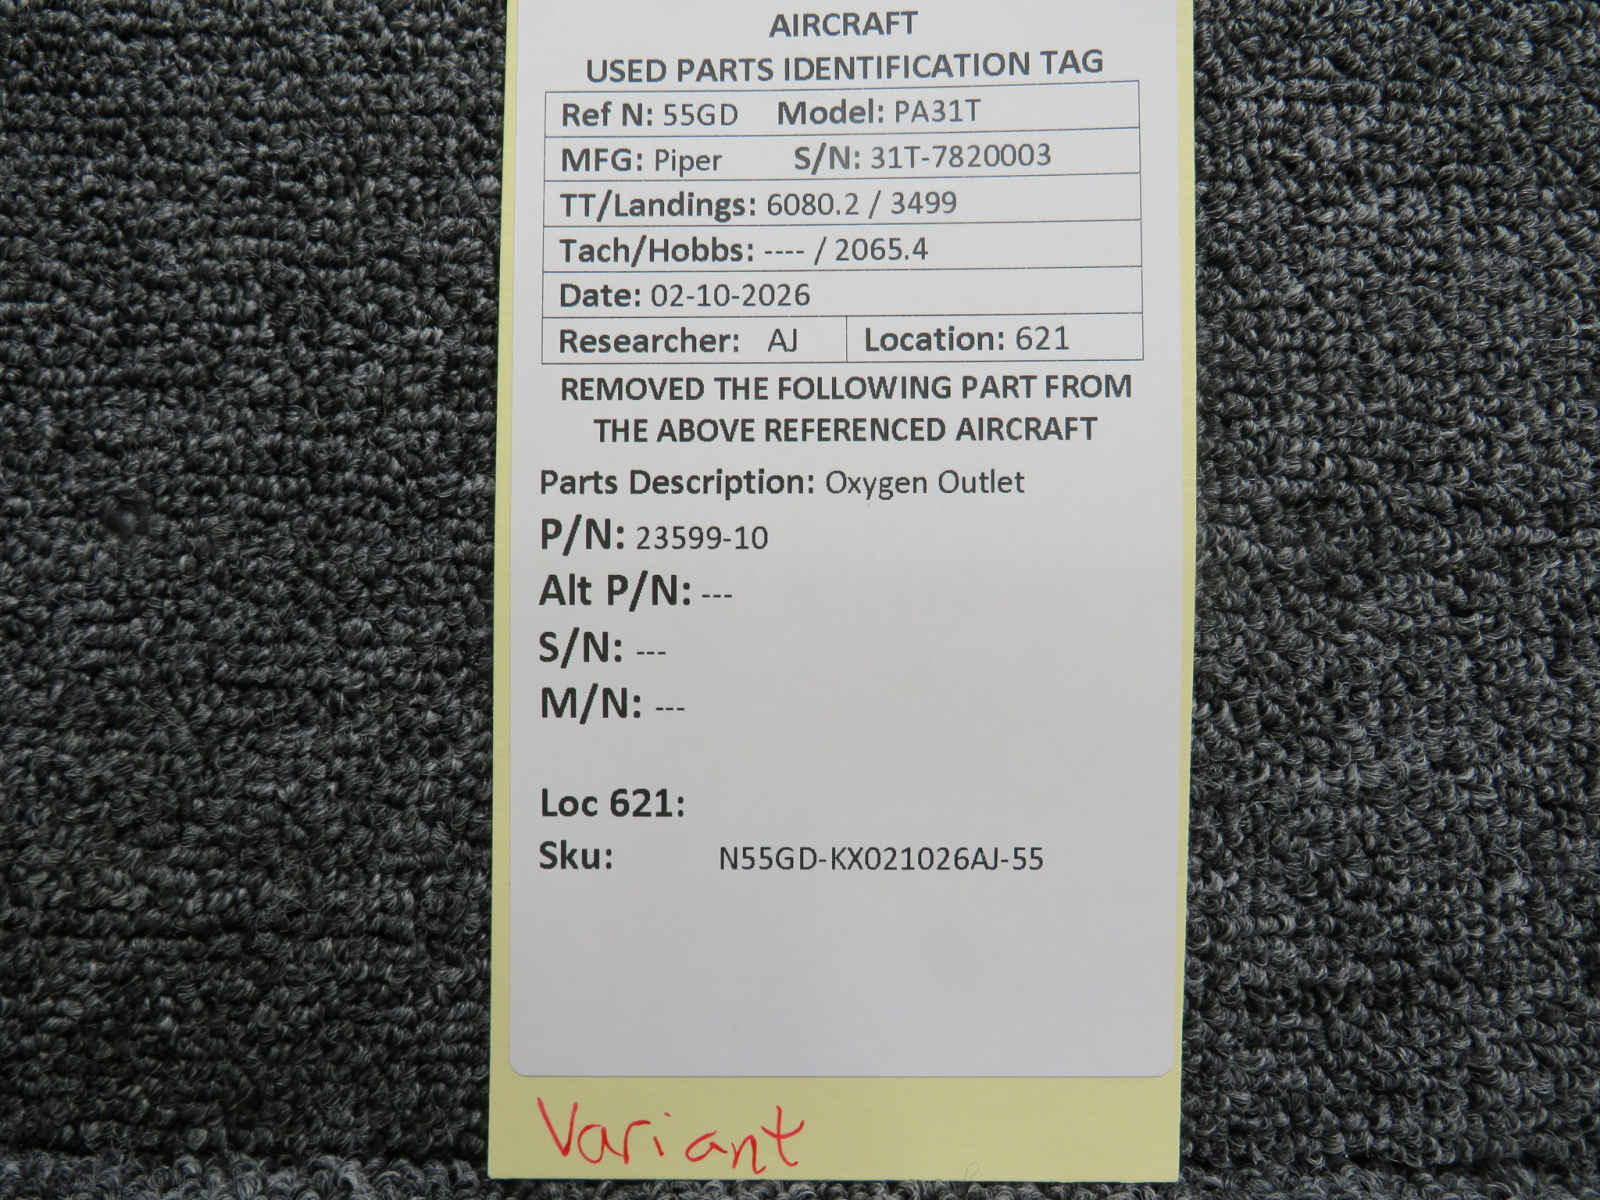 AIRCRAFT
USED PARTS IDENTIFICATION TAG
Ref N: 55GD Model: PA31T
MFG: Piper S/N: 31T-7820003
TT/Landings: 6080.2 / 3499
Tach/Hobbs: ---- / 2065.4
Date: 02-10-2026
Researcher: AJ Location: 621
REMOVED THE FOLLOWING PART FROM
THE ABOVE REFERENCED AIRCRAFT
Parts Description: Oxygen Outlet
P/N: 23599-10
Alt P/N: ---
S/N: ---
M/N: ---
Loc 621:
Sku: N55GD-KX021026AJ-55
Variant